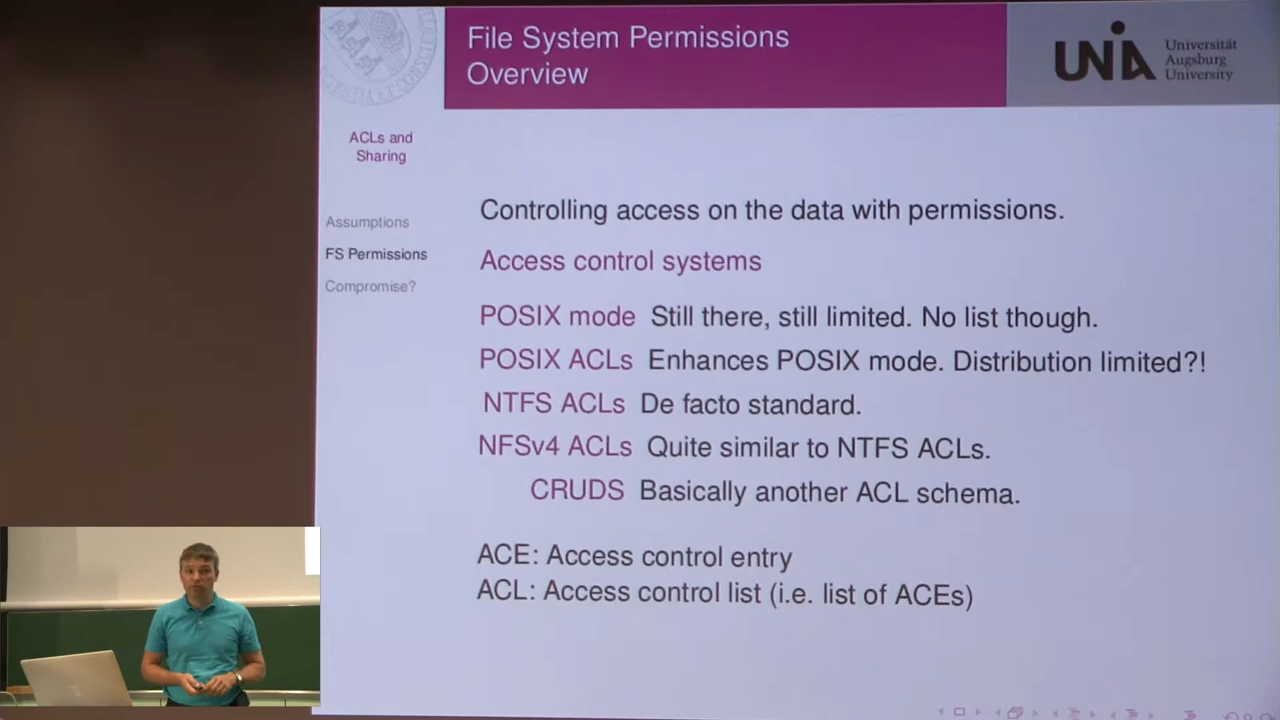 File System Permissions
Overview
UNIA
Universität
Augsburg
University
ACLs and
Sharing
Assumptions
FS Permissions
Compromise?
Controlling access on the data with permissions.
Access control systems
POSIX mode Still there, still limited. No list though.
POSIX ACLs Enhances POSIX mode. Distribution limited?!
NTFS ACLs De facto standard.
NFSv4 ACLs Quite similar to NTFS ACLs.
CRUDS Basically another ACL schema.
ACE: Access control entry
ACL: Access control list (i.e. list of ACEs)